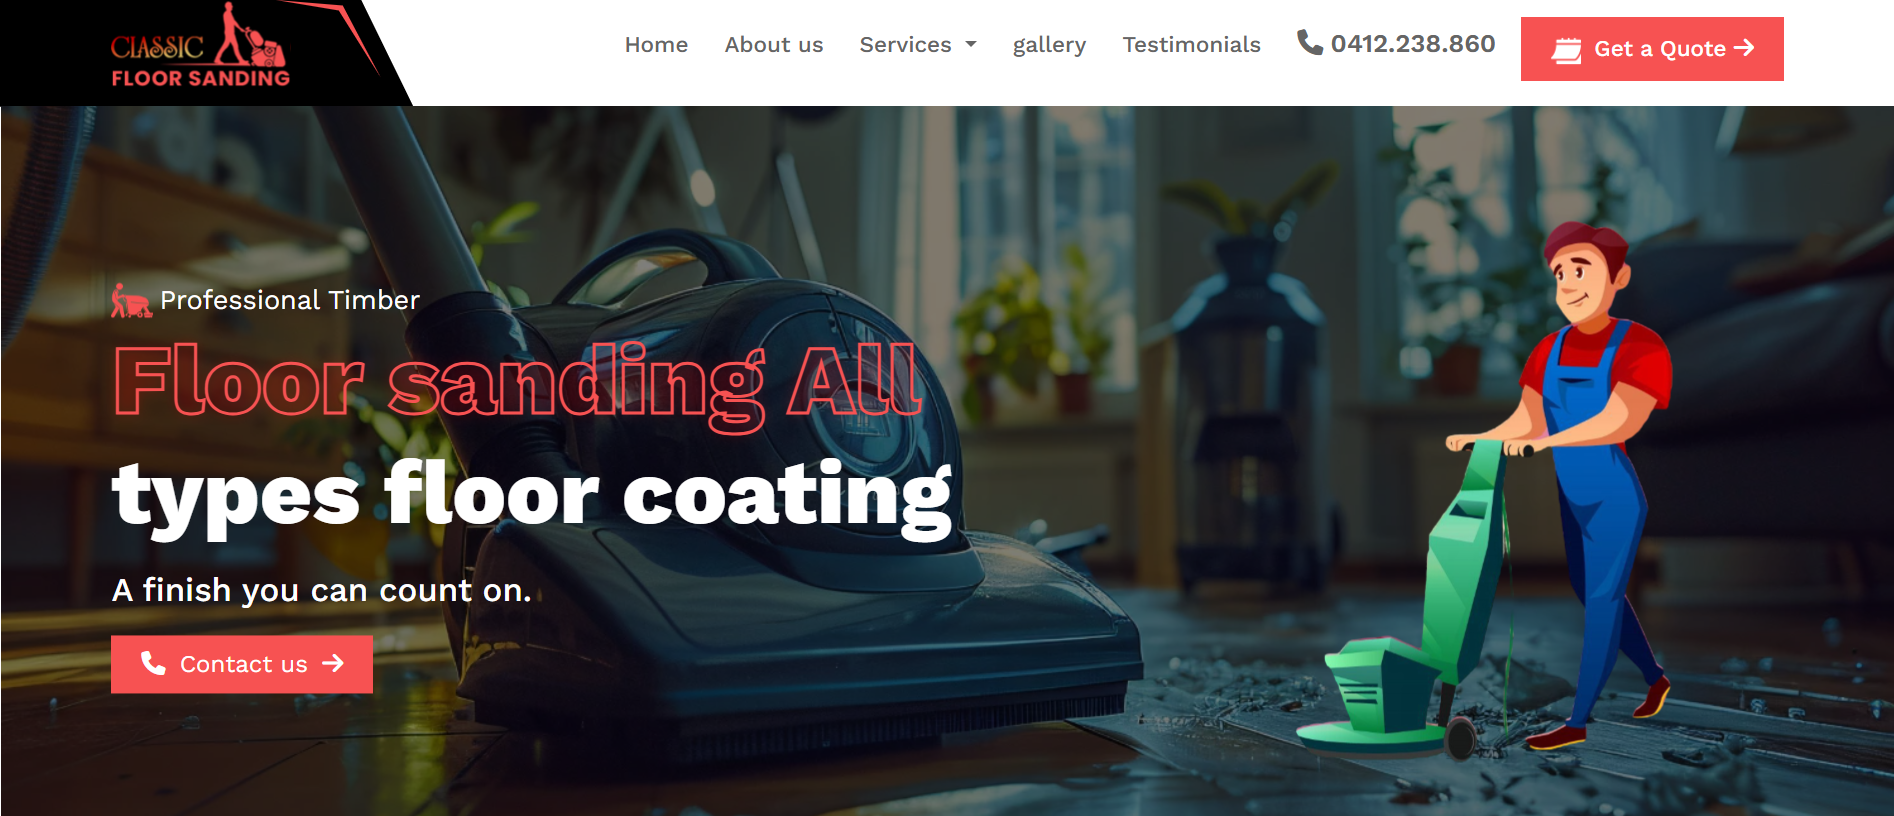 CLASSIC
FLOOR SANDING
Home
About us
Services
gallery
Testimonials
0412.238.860
Get a Quote
Professional Timber
Floor sanding All
types floor coating
A finish you can count on.
Contact us